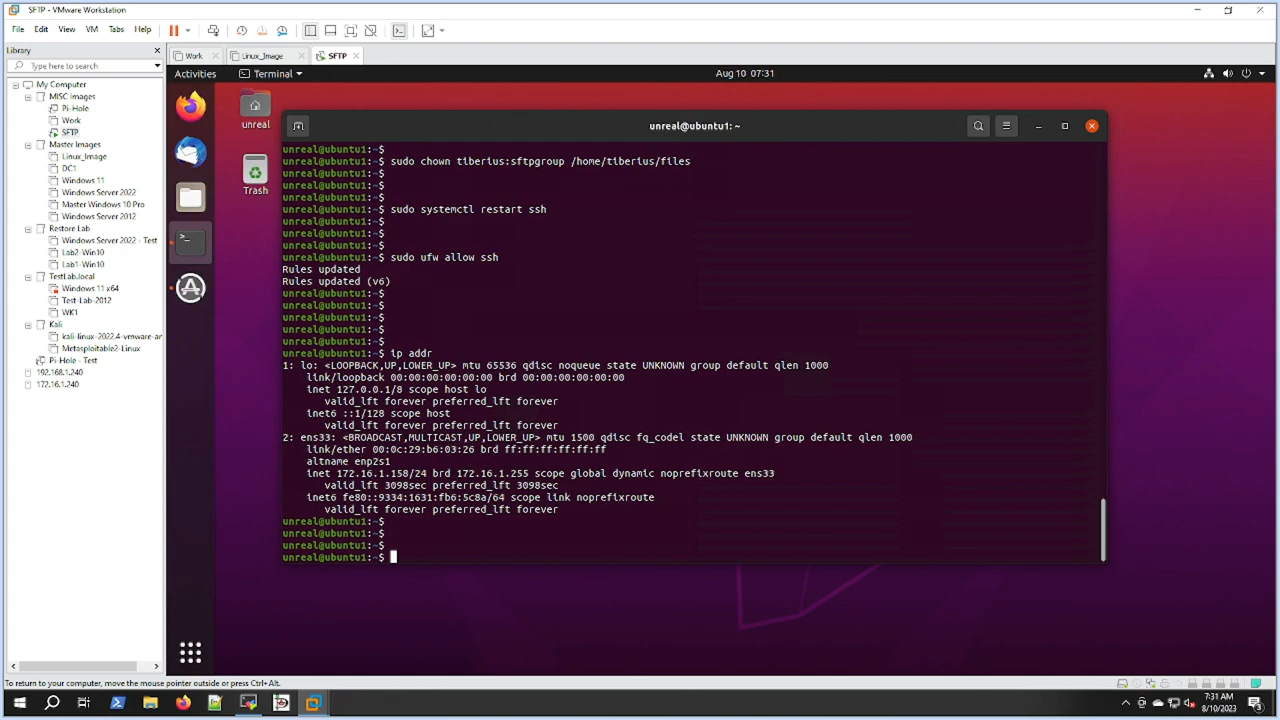 SFTP - VMware Workstation
File Edit View VM Tabs Help
Library
Type here to search
My Computer
MISC Images
Pi-Hole
Work
SFTP
Master Images
Linux_Image
DC1
Windows 11
Windows Server 2022
Master Windows 10 Pro
Windows Server 2012
Restore Lab
Windows Server 2022 - Test
Lab2-Win10
Lab1-Win10
TestLab.local
Windows 11 x64
Test-Lab-2012
WK1
Kali
kali-linux-2022.4-vmware-an
Metasploitable2-Linux
Pi-Hole - Test
192.168.1.240
172.16.1.240
Work Linux_Image SFTP
Activities Terminal Aug 10 07:31
unreal
Trash
unreal@ubuntu1: ~
unreal@ubuntu1:~$
unreal@ubuntu1:~$ sudo chown tiberius:sftpgroup /home/tiberius/files
unreal@ubuntu1:~$
unreal@ubuntu1:~$
unreal@ubuntu1:~$
unreal@ubuntu1:~$ sudo systemctl restart ssh
unreal@ubuntu1:~$
unreal@ubuntu1:~$
unreal@ubuntu1:~$
unreal@ubuntu1:~$ sudo ufw allow ssh
Rules updated
Rules updated (v6)
unreal@ubuntu1:~$
unreal@ubuntu1:~$
unreal@ubuntu1:~$
unreal@ubuntu1:~$
unreal@ubuntu1:~$
unreal@ubuntu1:~$ ip addr
1: lo: <LOOPBACK,UP,LOWER_UP> mtu 65536 qdisc noqueue state UNKNOWN group default qlen 1000
link/loopback 00:00:00:00:00:00 brd 00:00:00:00:00:00
inet 127.0.0.1/8 scope host lo
valid_lft forever preferred_lft forever
inet6 ::1/128 scope host
valid_lft forever preferred_lft forever
2: ens33: <BROADCAST,MULTICAST,UP,LOWER_UP> mtu 1500 qdisc fq_codel state UNKNOWN group default qlen 1000
link/ether 00:0c:29:b6:03:26 brd ff:ff:ff:ff:ff:ff
altname enp2s1
inet 172.16.1.158/24 brd 172.16.1.255 scope global dynamic noprefixroute ens33
valid_lft 3098sec preferred_lft 3098sec
inet6 fe80::9334:1631:fb6:5c8a/64 scope link noprefixroute
valid_lft forever preferred_lft forever
unreal@ubuntu1:~$
unreal@ubuntu1:~$
unreal@ubuntu1:~$
unreal@ubuntu1:~$
To return to your computer, move the mouse pointer outside or press Ctrl+Alt.
7:31 AM
8/10/2023